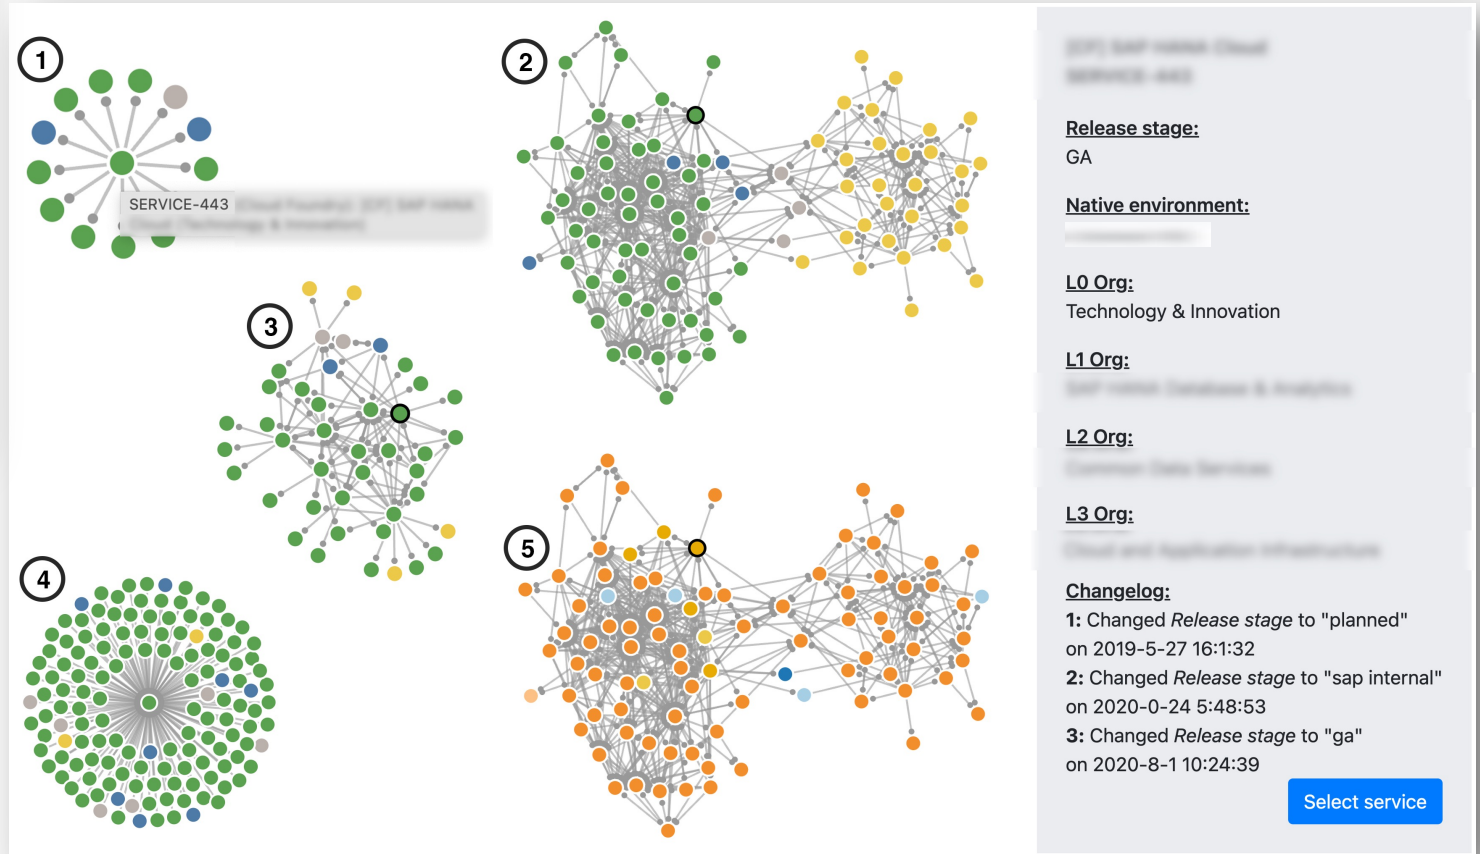 1
2
3
4
5
SERVICE-443
Release stage:
GA
Native environment:
L0 Org:
Technology & Innovation
L1 Org:
L2 Org:
L3 Org:
Changelog:
1: Changed Release stage to "planned"
on 2019-5-27 16:1:32
2: Changed Release stage to "sap internal"
on 2020-0-24 5:48:53
3: Changed Release stage to "ga"
on 2020-8-1 10:24:39
Select service